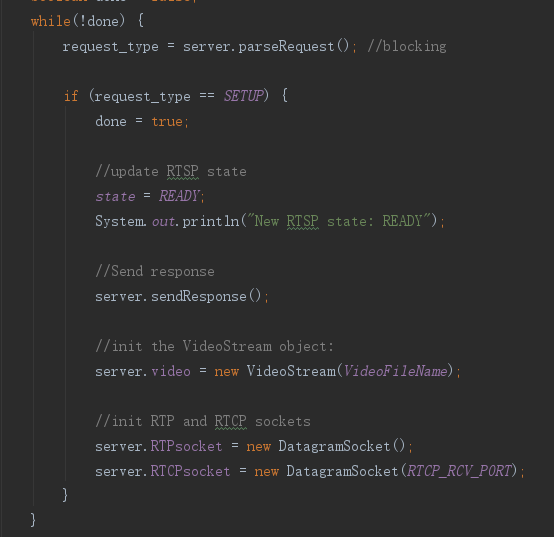 while(!done) {
request_type = server.parseRequest(); //blocking
if (request_type == SETUP) {
done = true;
//update RTSP state
state = READY;
System.out.println("New RTSP state: READY");
//Send response
server.sendResponse();
//init the VideoStream object:
server.video = new VideoStream(VideoFileName);
//init RTP and RTCP sockets
server.RTPsocket = new DatagramSocket();
server.RTCPsocket = new DatagramSocket(RTCP_RCV_PORT);
}
}